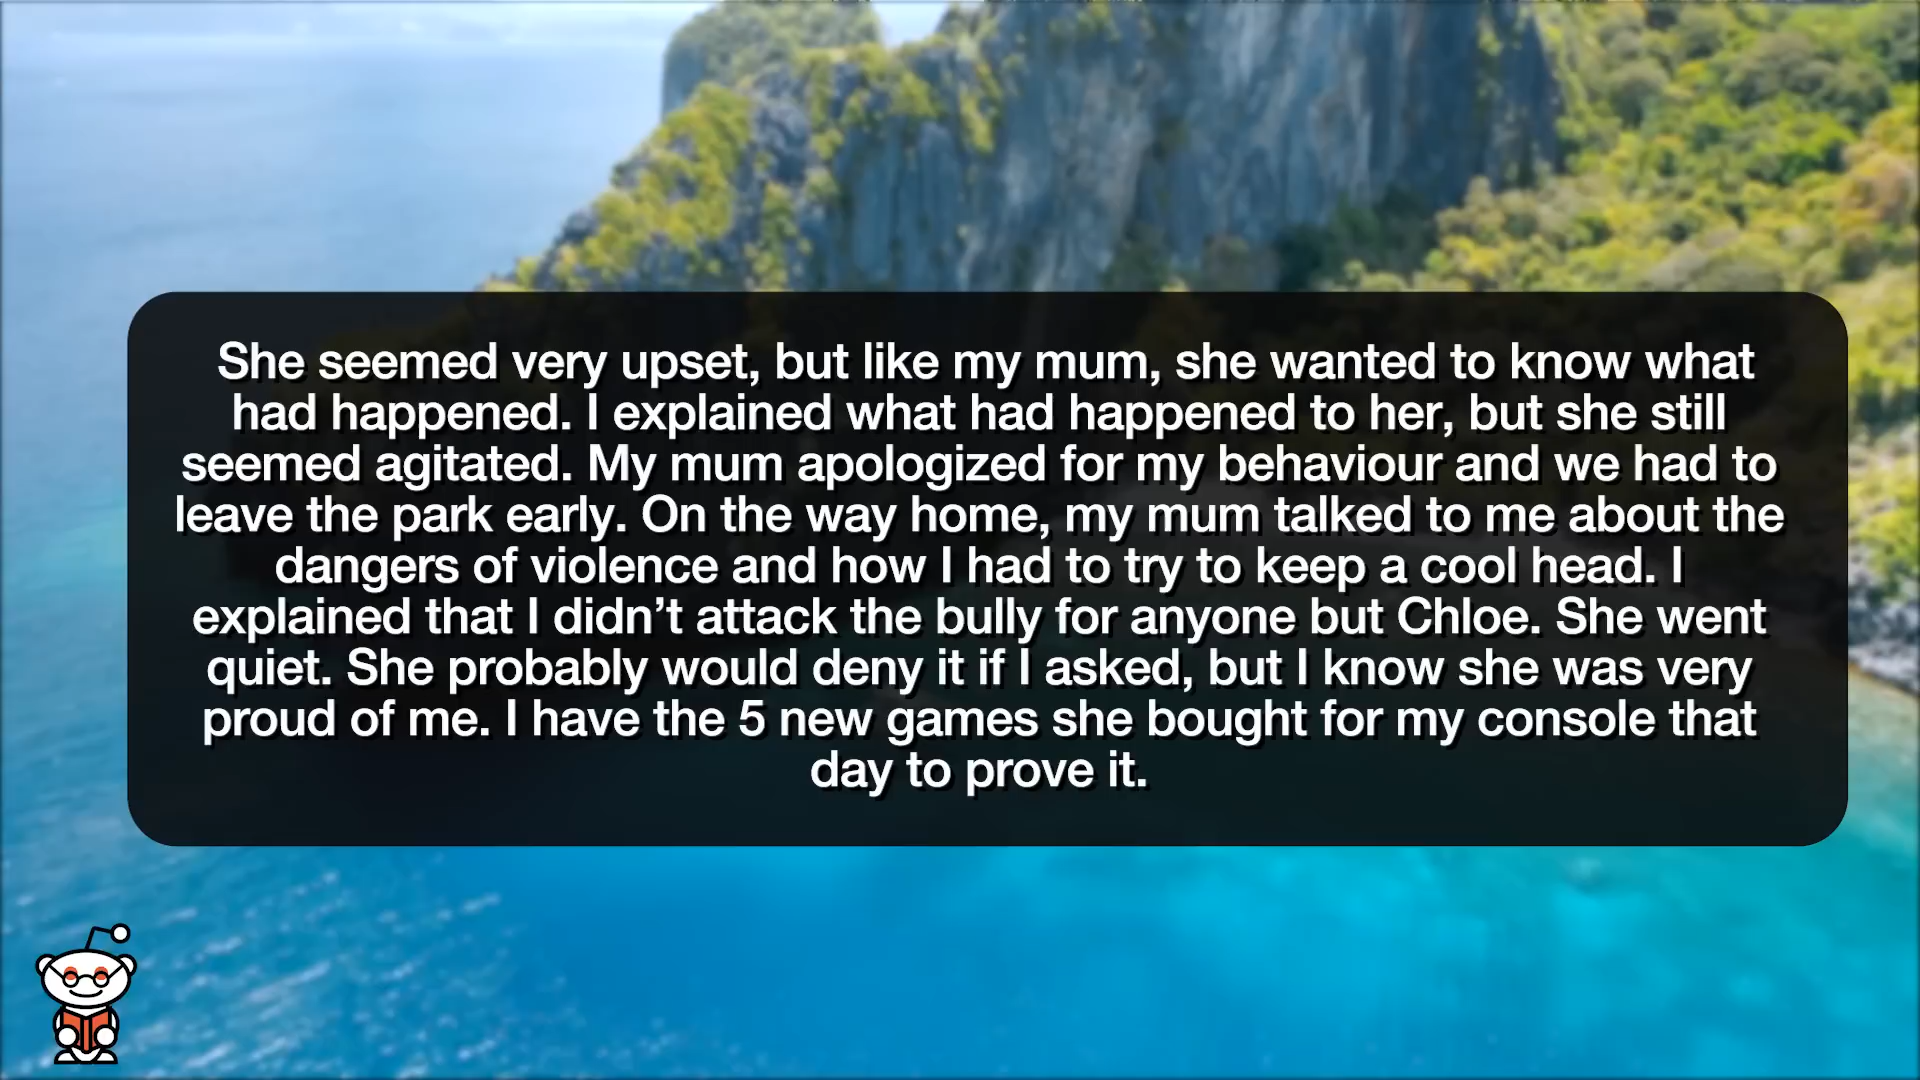 She seemed very upset, but like my mum, she wanted to know what
had happened. I explained what had happened to her, but she still
seemed agitated. My mum apologized for my behaviour and we had to
leave the park early. On the way home, my mum talked to me about the
dangers of violence and how I had to try to keep a cool head. I
explained that I didn’t attack the bully for anyone but Chloe. She went
quiet. She probably would deny it if I asked, but I know she was very
proud of me. I have the 5 new games she bought for my console that
day to prove it.